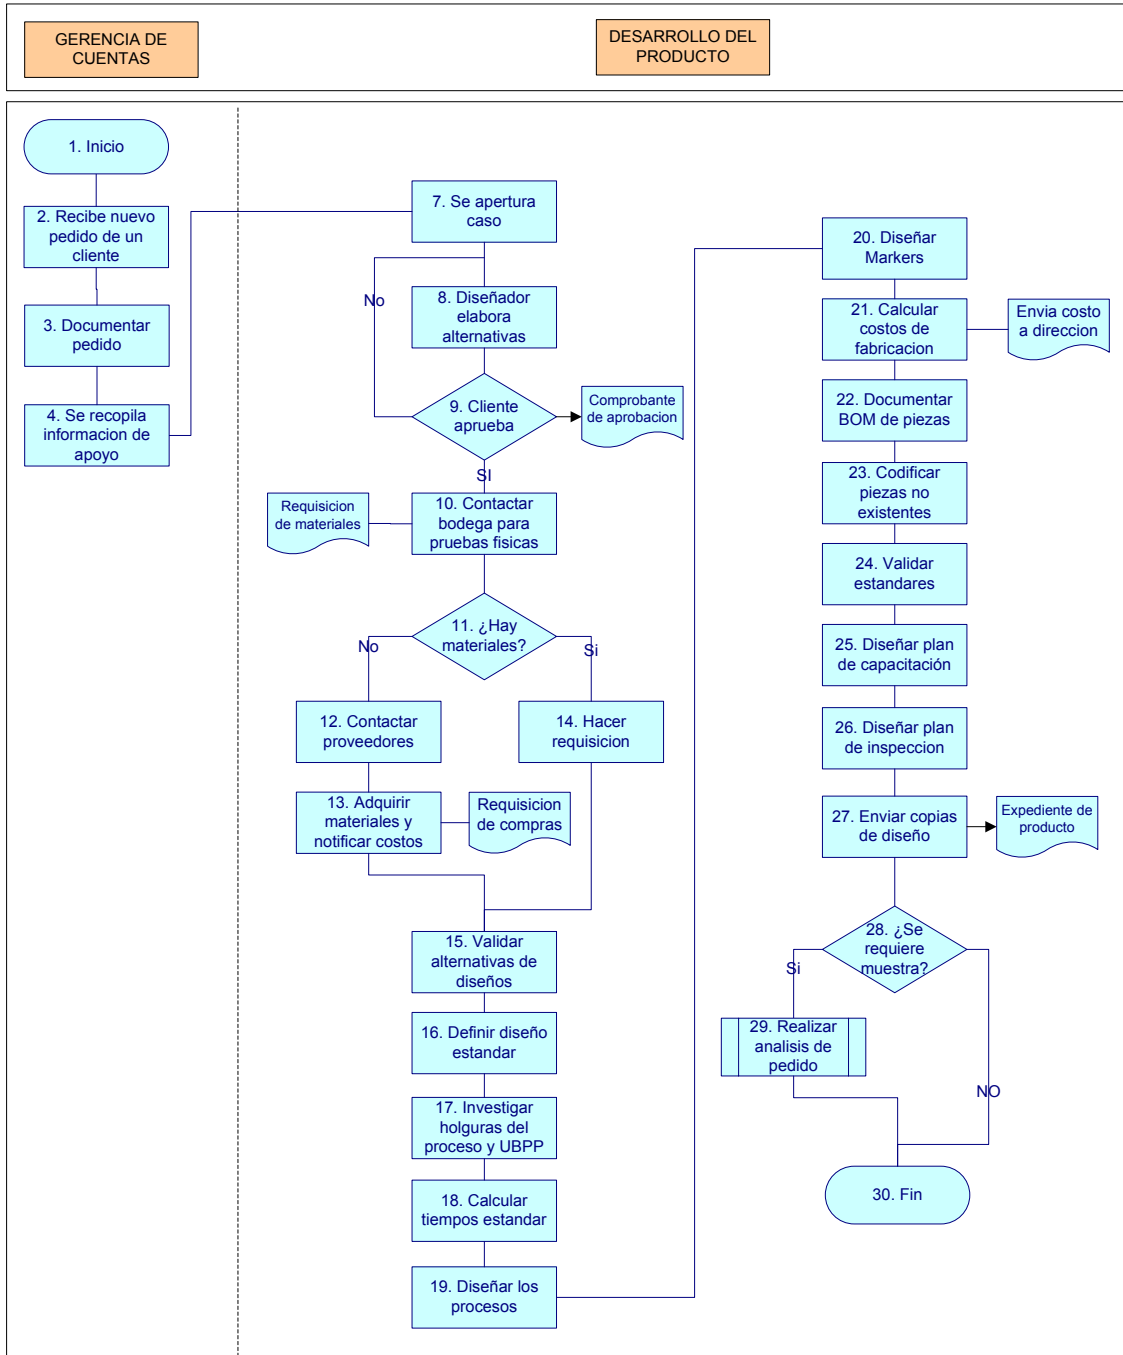 GERENCIA DE
CUENTAS
DESARROLLO DEL
PRODUCTO
1. Inicio
2. Recibe nuevo
pedido de un
cliente
3. Documentar
pedido
4. Se recopila
informacion de
apoyo
7. Se apertura
caso
No
8. Diseñador
elabora
alternativas
9. Cliente
aprueba
Comprobante
de aprobacion
SI
Requisicion
de materiales
10. Contactar
bodega para
pruebas fisicas
11. ¿Hay
materiales?
No
Si
12. Contactar
proveedores
14. Hacer
requisicion
13. Adquirir
materiales y
notificar costos
Requisicion
de compras
15. Validar
alternativas de
diseños
16. Definir diseño
estandar
17. Investigar
holguras del
proceso y UBPP
18. Calcular
tiempos estandar
19. Diseñar los
procesos
20. Diseñar
Markers
21. Calcular
costos de
fabricacion
Envia costo
a direccion
22. Documentar
BOM de piezas
23. Codificar
piezas no
existentes
24. Validar
estandares
25. Diseñar plan
de capacitación
26. Diseñar plan
de inspeccion
27. Enviar copias
de diseño
Expediente de
producto
28. ¿Se
requiere
muestra?
Si
29. Realizar
analisis de
pedido
NO
30. Fin